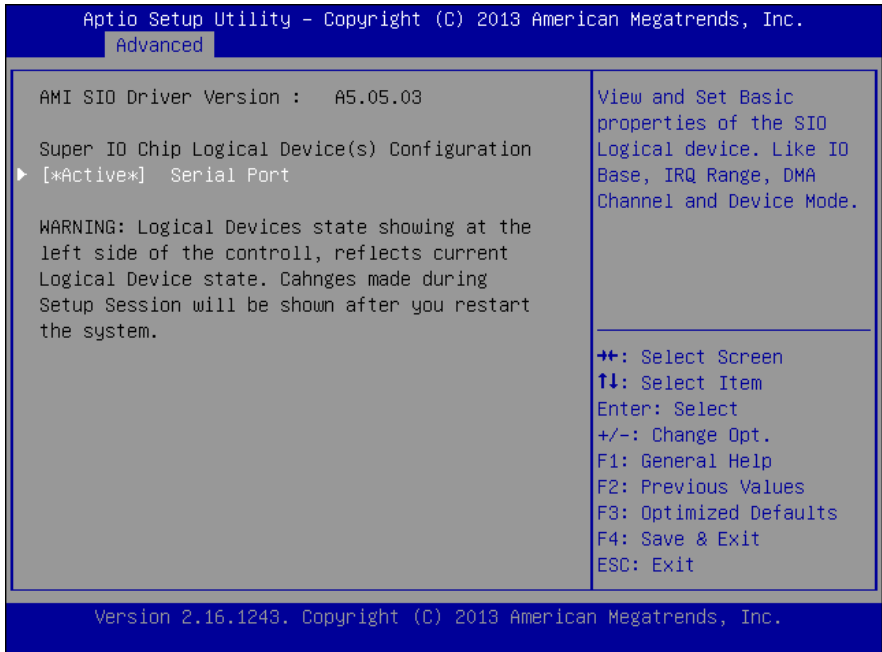 Aptio Setup Utility – Copyright (C) 2013 American Megatrends, Inc.
Advanced
AMI SIO Driver Version :   A5.05.03
Super IO Chip Logical Device(s) Configuration
[*Active*]  Serial Port
WARNING: Logical Devices state showing at the
left side of the controll, reflects current
Logical Device state. Cahnges made during
Setup Session will be shown after you restart
the system.
View and Set Basic
properties of the SIO
Logical device. Like IO
Base, IRQ Range, DMA
Channel and Device Mode.
→←: Select Screen
↑↓: Select Item
Enter: Select
+/-: Change Opt.
F1: General Help
F2: Previous Values
F3: Optimized Defaults
F4: Save & Exit
ESC: Exit
Version 2.16.1243. Copyright (C) 2013 American Megatrends, Inc.